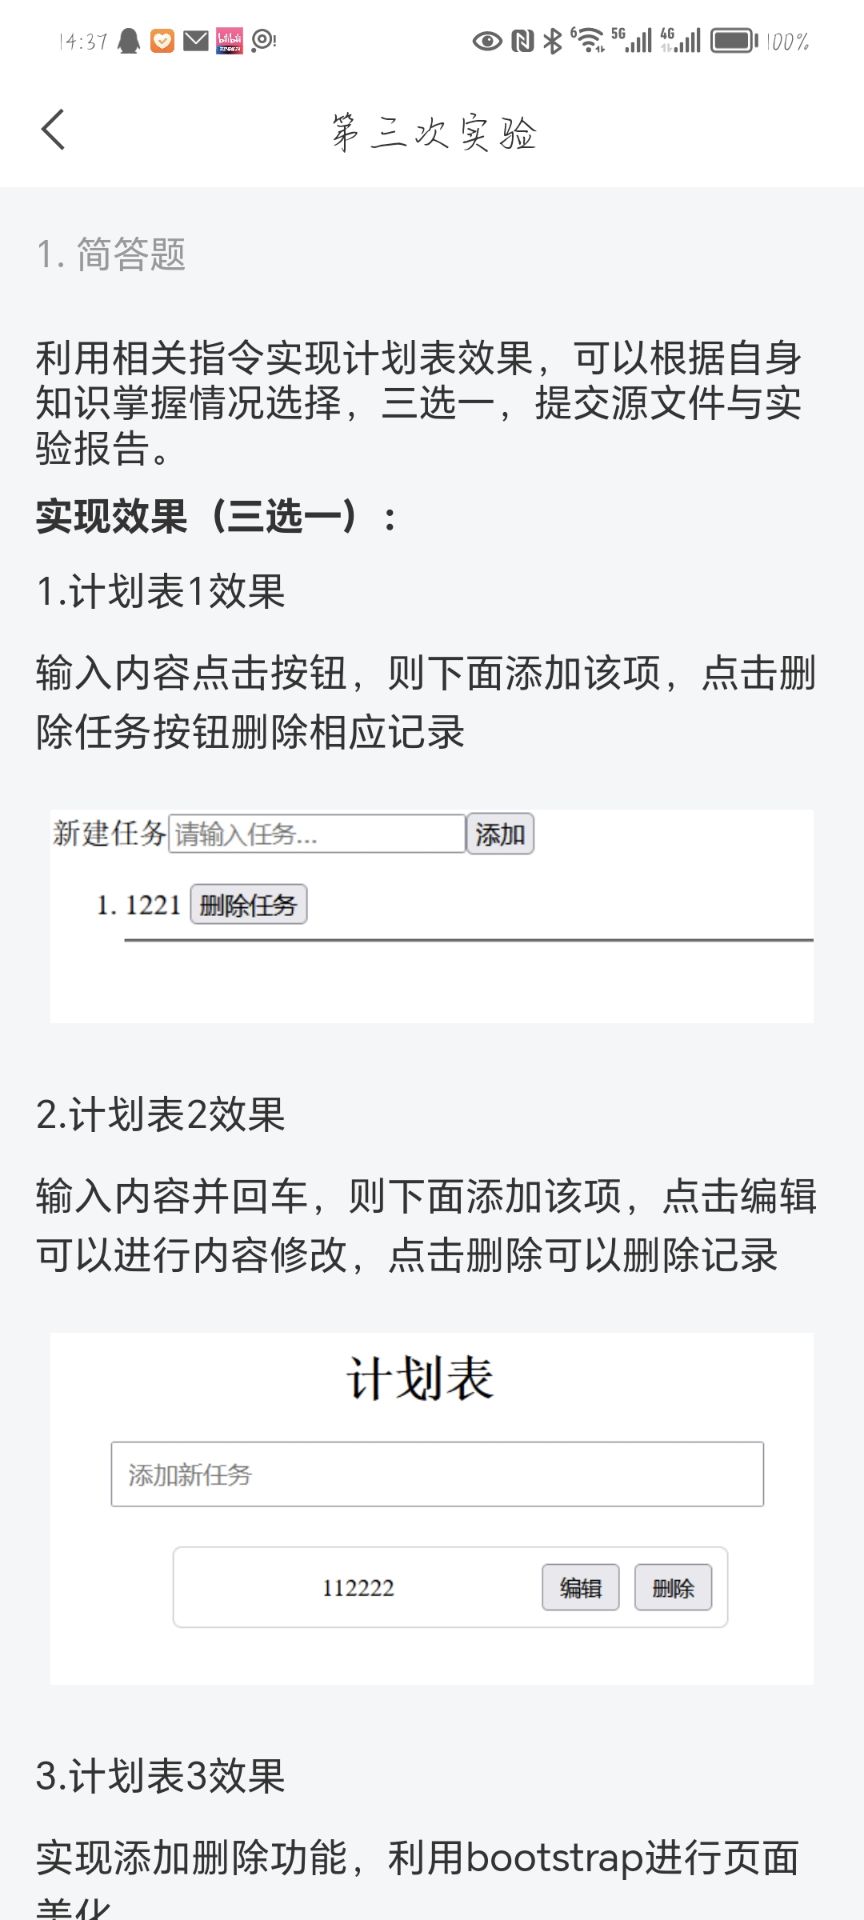 14:37 6 5G 4G 100%
第三次实验
1. 简答题
利用相关指令实现计划表效果，可以根据自身
知识掌握情况选择，三选一，提交源文件与实
验报告。
实现效果（三选一）：
1.计划表1效果
输入内容点击按钮，则下面添加该项，点击删
除任务按钮删除相应记录
新建任务 请输入任务... 添加
1. 1221 删除任务
2.计划表2效果
输入内容并回车，则下面添加该项，点击编辑
可以进行内容修改，点击删除可以删除记录
计划表
添加新任务
112222 编辑 删除
3.计划表3效果
实现添加删除功能，利用bootstrap进行页面
美化